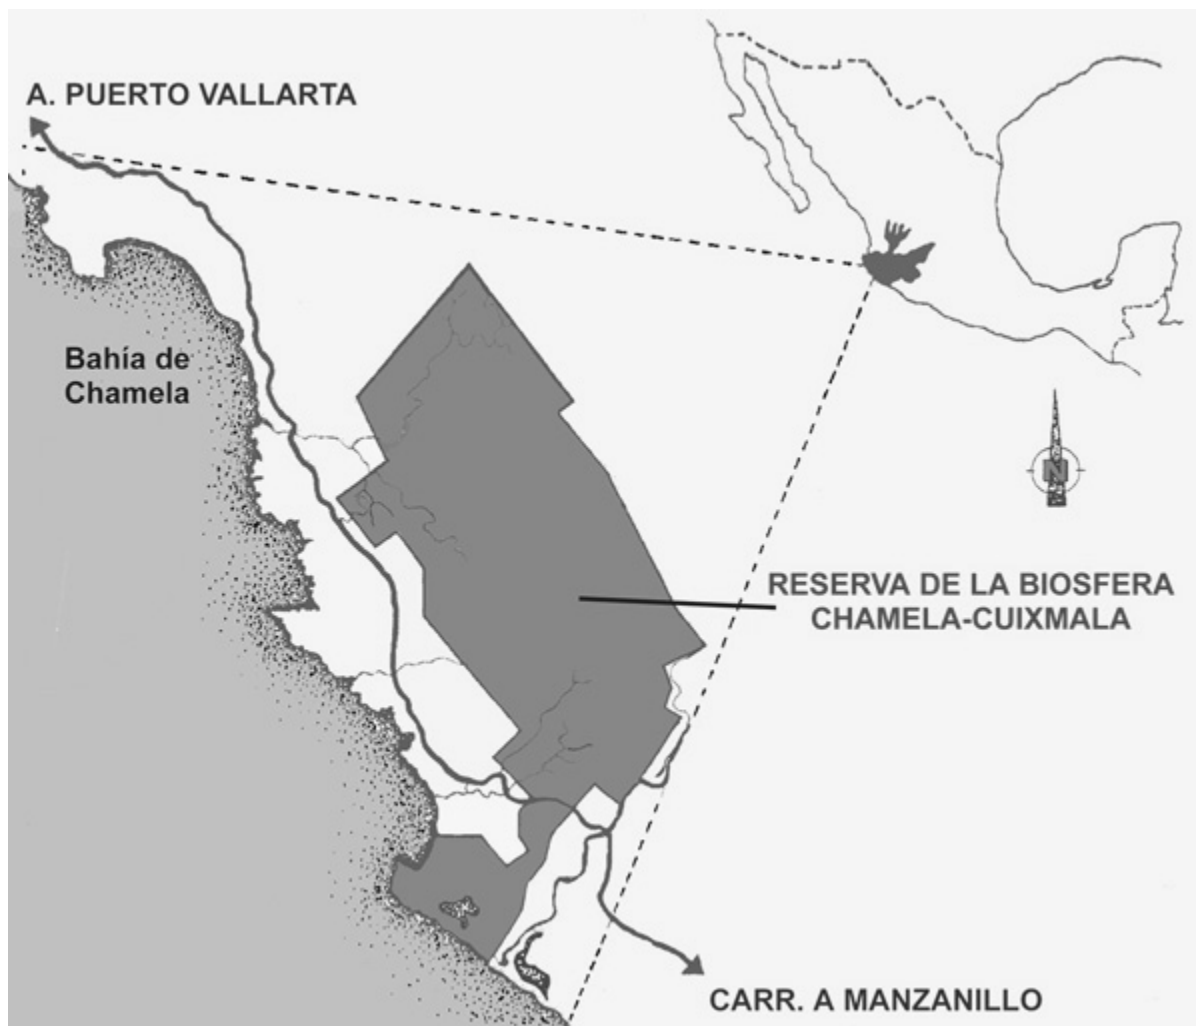 A. PUERTO VALLARTA
Bahía de
Chamela
N
RESERVA DE LA BIOSFERA
CHAMELA-CUIXMALA
CARR. A MANZANILLO